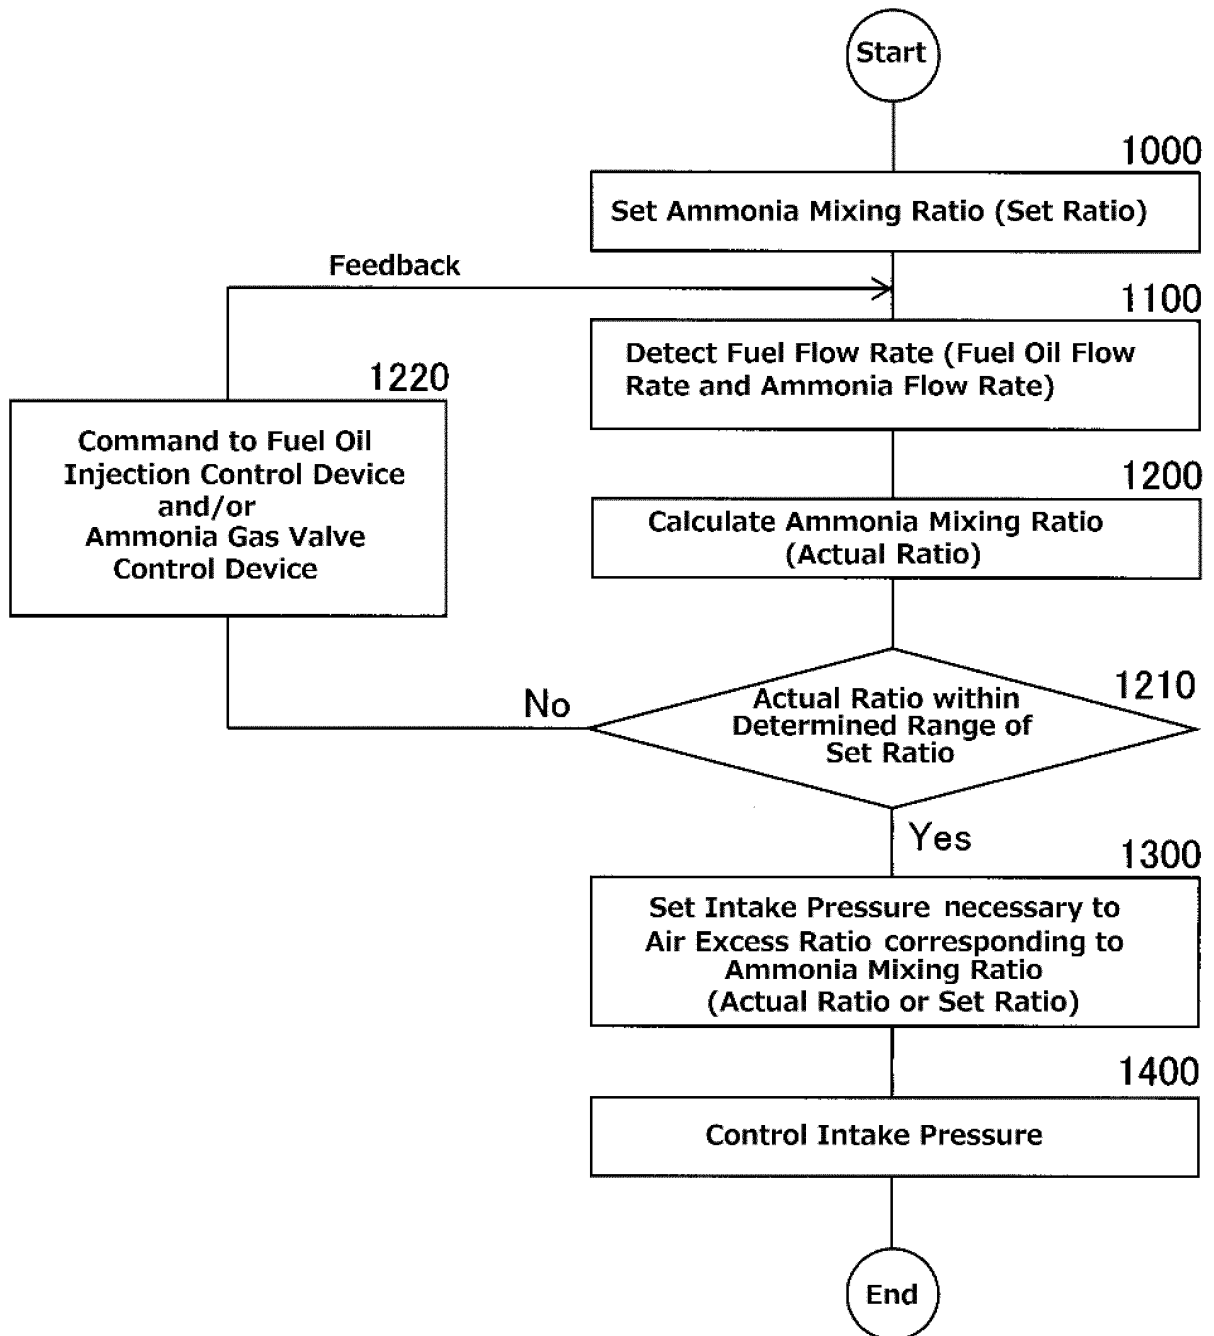 Start
1000
Set Ammonia Mixing Ratio (Set Ratio)
Feedback
1100
Detect Fuel Flow Rate (Fuel Oil Flow
Rate and Ammonia Flow Rate)
1220
Command to Fuel Oil
Injection Control Device
and/or
Ammonia Gas Valve
Control Device
1200
Calculate Ammonia Mixing Ratio
(Actual Ratio)
1210
Actual Ratio within
Determined Range of
Set Ratio
No
Yes
1300
Set Intake Pressure necessary to
Air Excess Ratio corresponding to
Ammonia Mixing Ratio
(Actual Ratio or Set Ratio)
1400
Control Intake Pressure
End